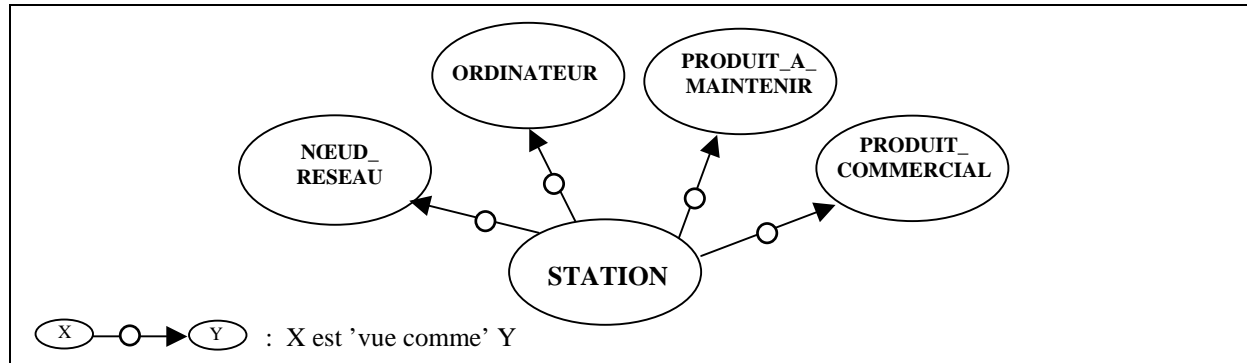 ORDINATEUR
PRODUIT_A_
MAINTENIR
NŒUD_
RESEAU
PRODUIT_
COMMERCIAL
STATION
X Y : X est ’vue comme’ Y